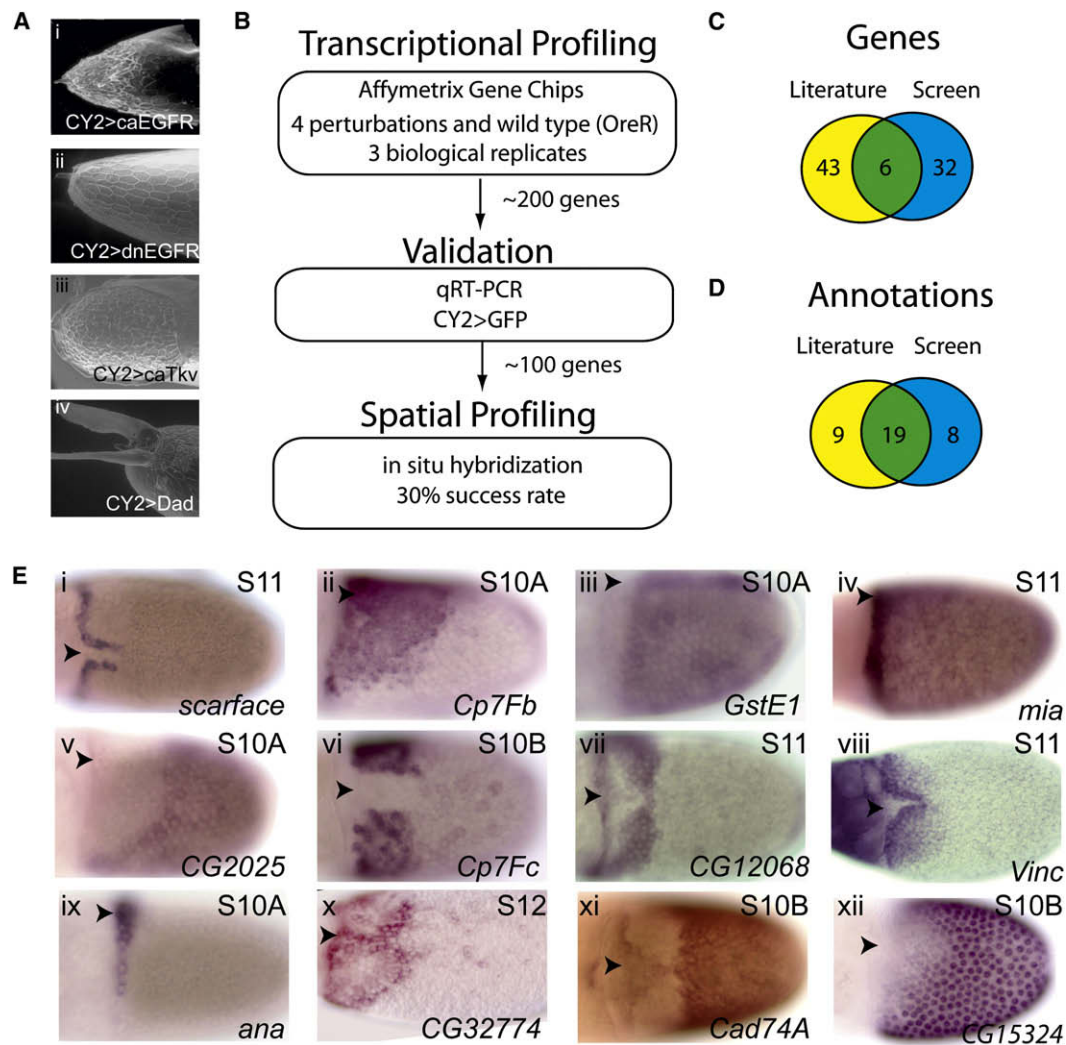 A
i
CY2>caEGFR
ii
CY2>dnEGFR
iii
CY2>caTkv
iv
CY2>Dad
B
Transcriptional Profiling
Affymetrix Gene Chips
4 perturbations and wild type (OreR)
3 biological replicates
~200 genes
Validation
qRT-PCR
CY2>GFP
~100 genes
Spatial Profiling
in situ hybridization
30% success rate
C
Genes
Literature Screen
43 6 32
D
Annotations
Literature Screen
9 19 8
E
i S11
scarface
ii S10A
Cp7Fb
iii S10A
GstE1
iv S11
mia
v S10A
CG2025
vi S10B
Cp7Fc
vii S11
CG12068
viii S11
Vinc
ix S10A
ana
x S12
CG32774
xi S10B
Cad74A
xii S10B
CG15324